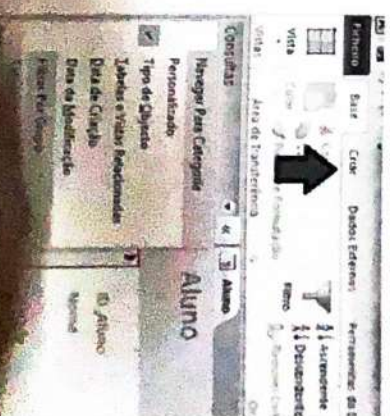 Ficheiro Base Criar Dados Externos Ferramentas de
Vista
Filtro
Ascendente
Descendente
Vistas Área de Transferência
Consultas
Navegar Para Categoria
Personalizado
Tipo de Objecto
Tabelas e Vistas Relacionadas
Data de Criação
Data da Modificação
Filtrar Por Grupo
Aluno
Aluno
ID_Aluno